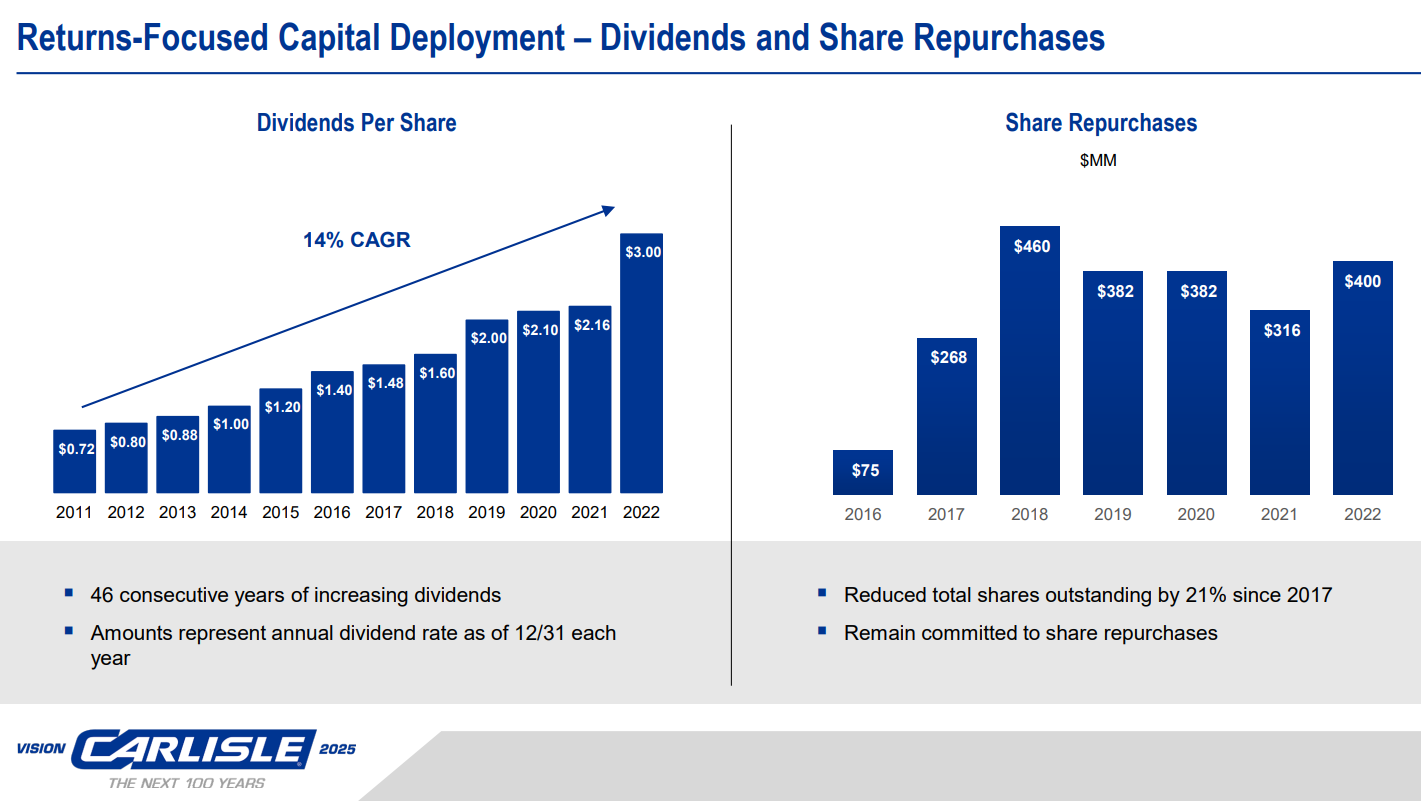 Returns-Focused Capital Deployment – Dividends and Share Repurchases
Dividends Per Share
14% CAGR
$0.72
$0.80
$0.88
$1.00
$1.20
$1.40
$1.48
$1.60
$2.00
$2.10
$2.16
$3.00
2011 2012 2013 2014 2015 2016 2017 2018 2019 2020 2021 2022
▪ 46 consecutive years of increasing dividends
▪ Amounts represent annual dividend rate as of 12/31 each
year
Share Repurchases
$MM
$75
$268
$460
$382
$382
$316
$400
2016 2017 2018 2019 2020 2021 2022
▪ Reduced total shares outstanding by 21% since 2017
▪ Remain committed to share repurchases
VISION CARLISLE® 2025
THE NEXT 100 YEARS